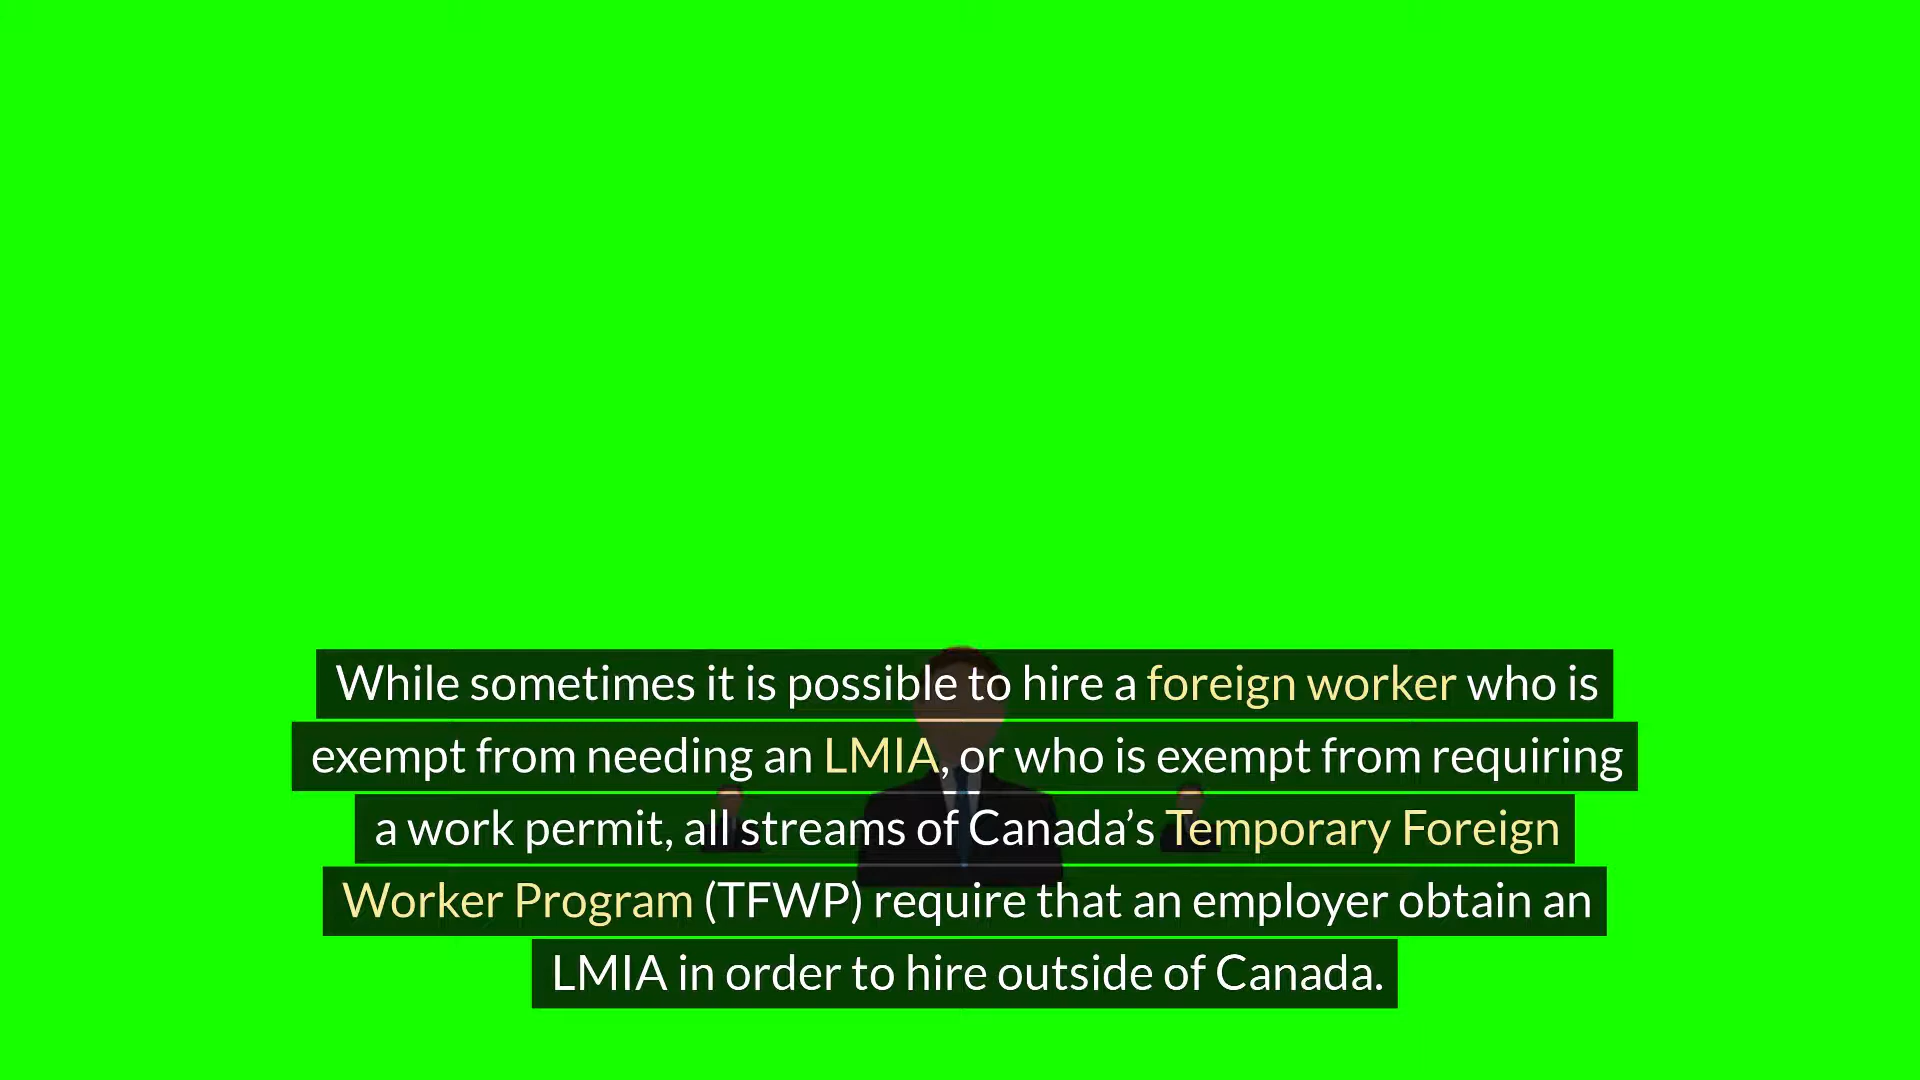 While sometimes it is possible to hire a foreign worker who is
exempt from needing an LMIA, or who is exempt from requiring
a work permit, all streams of Canada’s Temporary Foreign
Worker Program (TFWP) require that an employer obtain an
LMIA in order to hire outside of Canada.